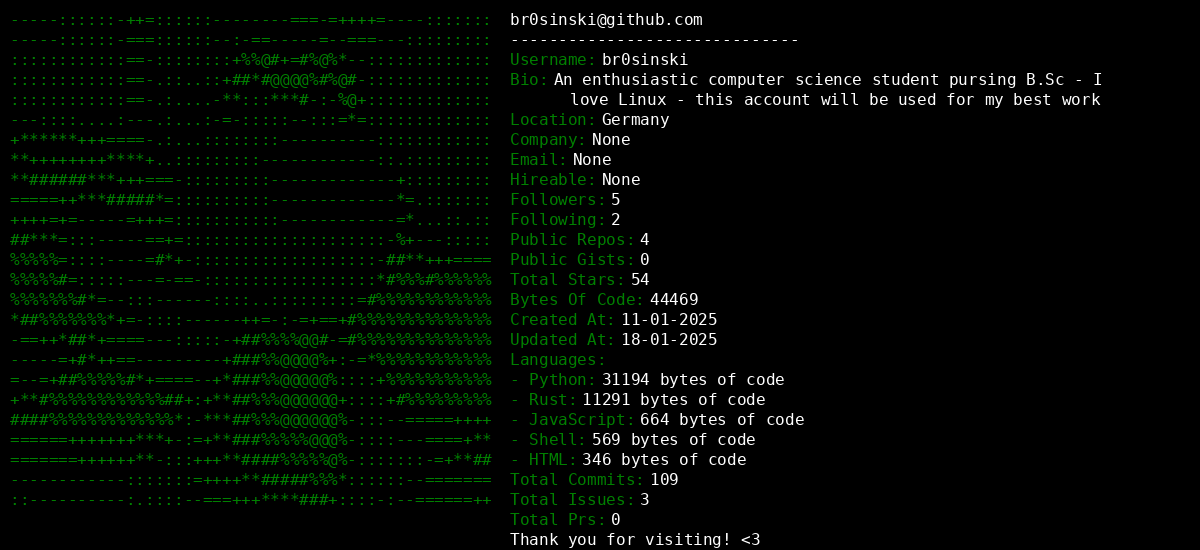 br0sinski@github.com
------------------------------
Username: br0sinski
Bio: An enthusiastic computer science student pursing B.Sc - I
love Linux - this account will be used for my best work
Location: Germany
Company: None
Email: None
Hireable: None
Followers: 5
Following: 2
Public Repos: 4
Public Gists: 0
Total Stars: 54
Bytes Of Code: 44469
Created At: 11-01-2025
Updated At: 18-01-2025
Languages:
- Python: 31194 bytes of code
- Rust: 11291 bytes of code
- JavaScript: 664 bytes of code
- Shell: 569 bytes of code
- HTML: 346 bytes of code
Total Commits: 109
Total Issues: 3
Total Prs: 0
Thank you for visiting! <3